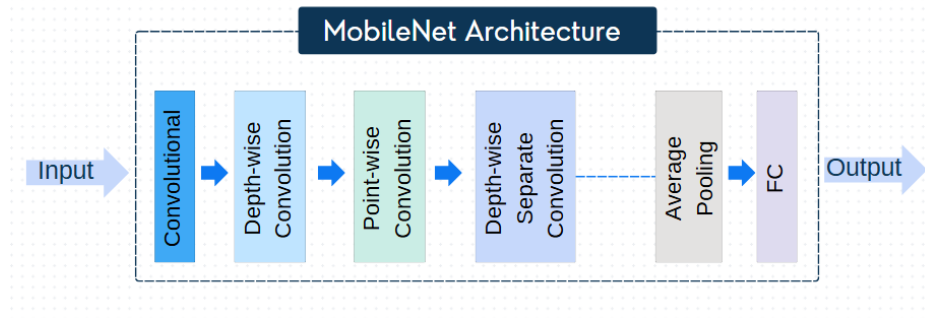 MobileNet Architecture
Input
Convolutional
Depth-wise
Convolution
Point-wise
Convolution
Depth-wise
Separate
Convolution
Average
Pooling
FC
Output